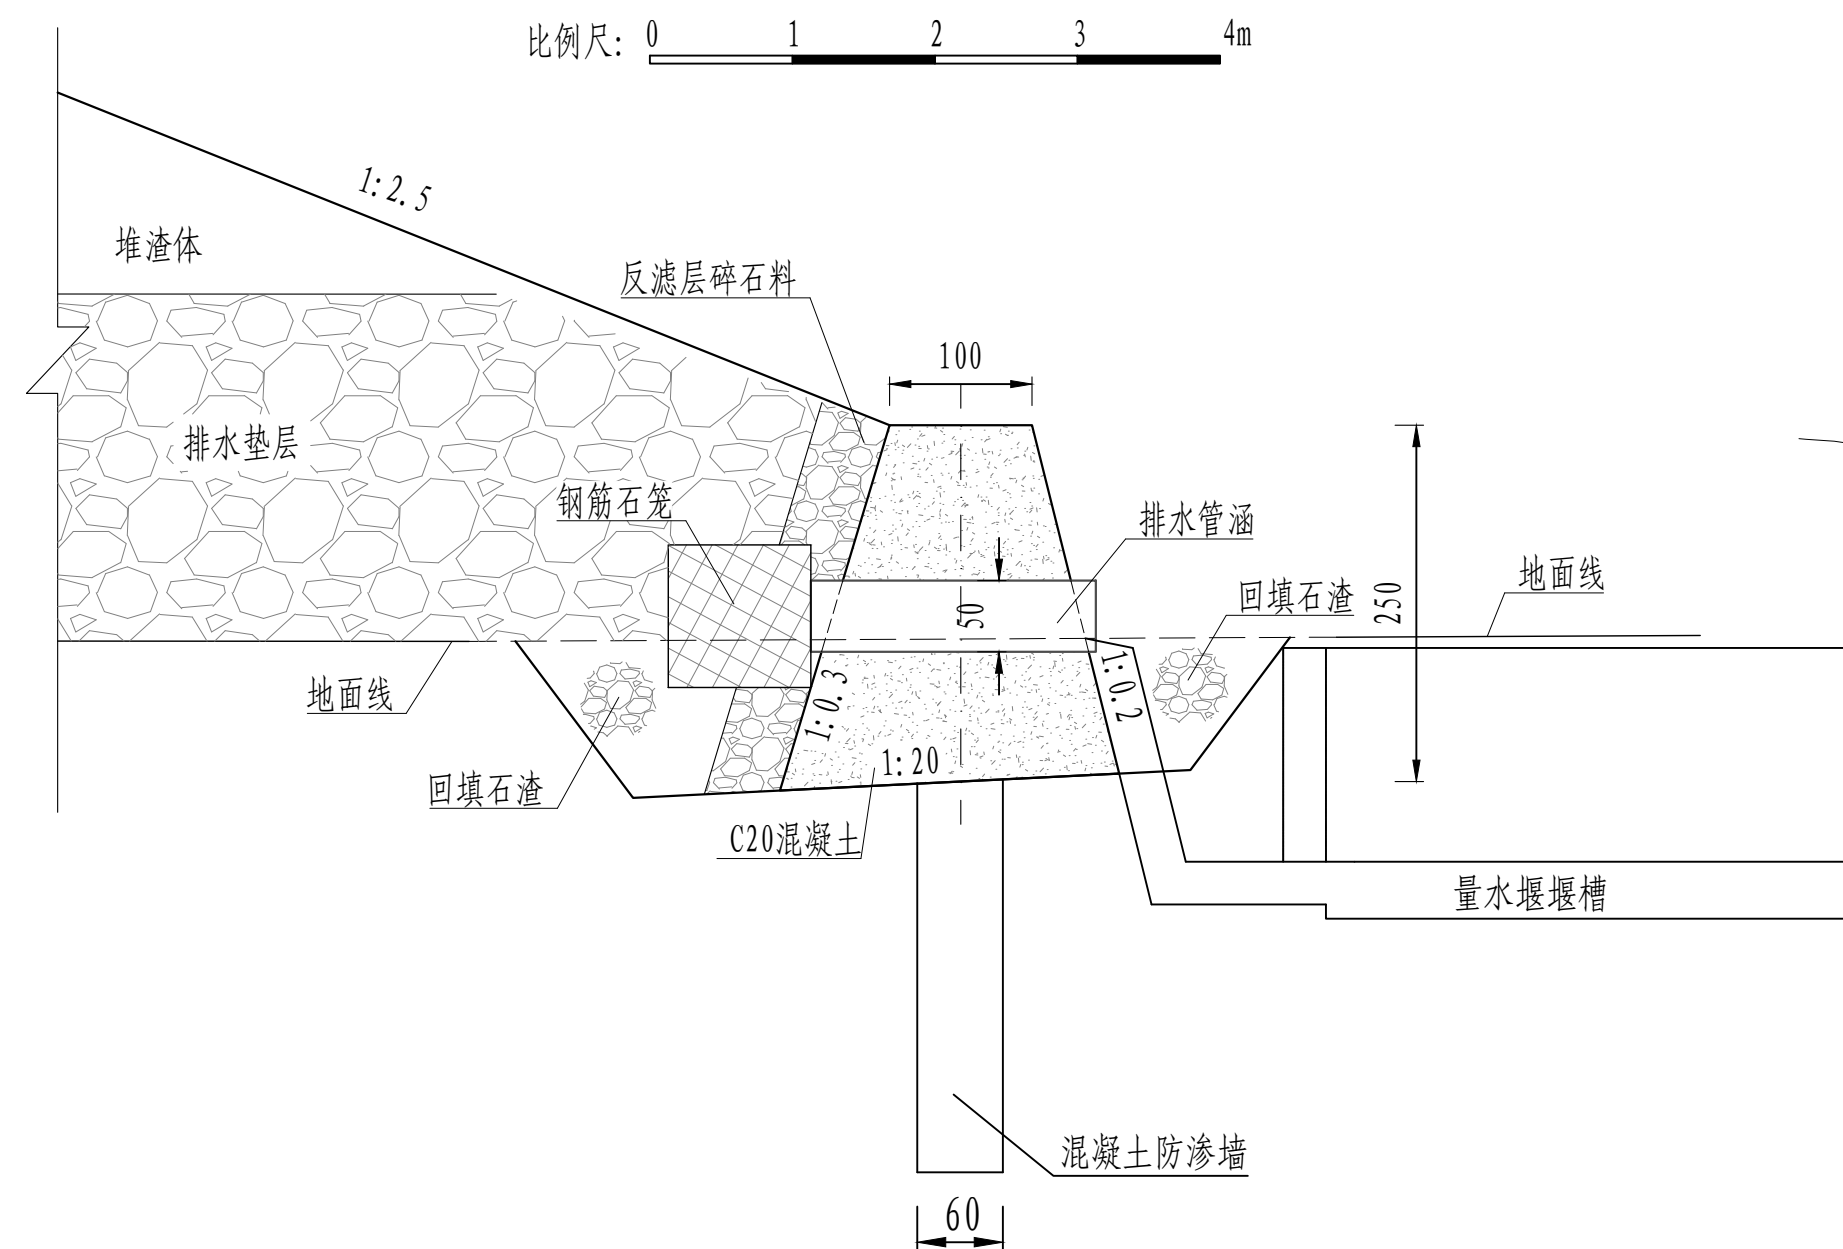 比例尺: 0 1 2 3 4m
1:2.5
堆渣体
反滤层碎石料
100
排水垫层
钢筋石笼
排水管涵
地面线
回填石渣
250
50
地面线
1:0.3
1:0.2
1:20
回填石渣
C20混凝土
量水堰堰槽
混凝土防渗墙
60